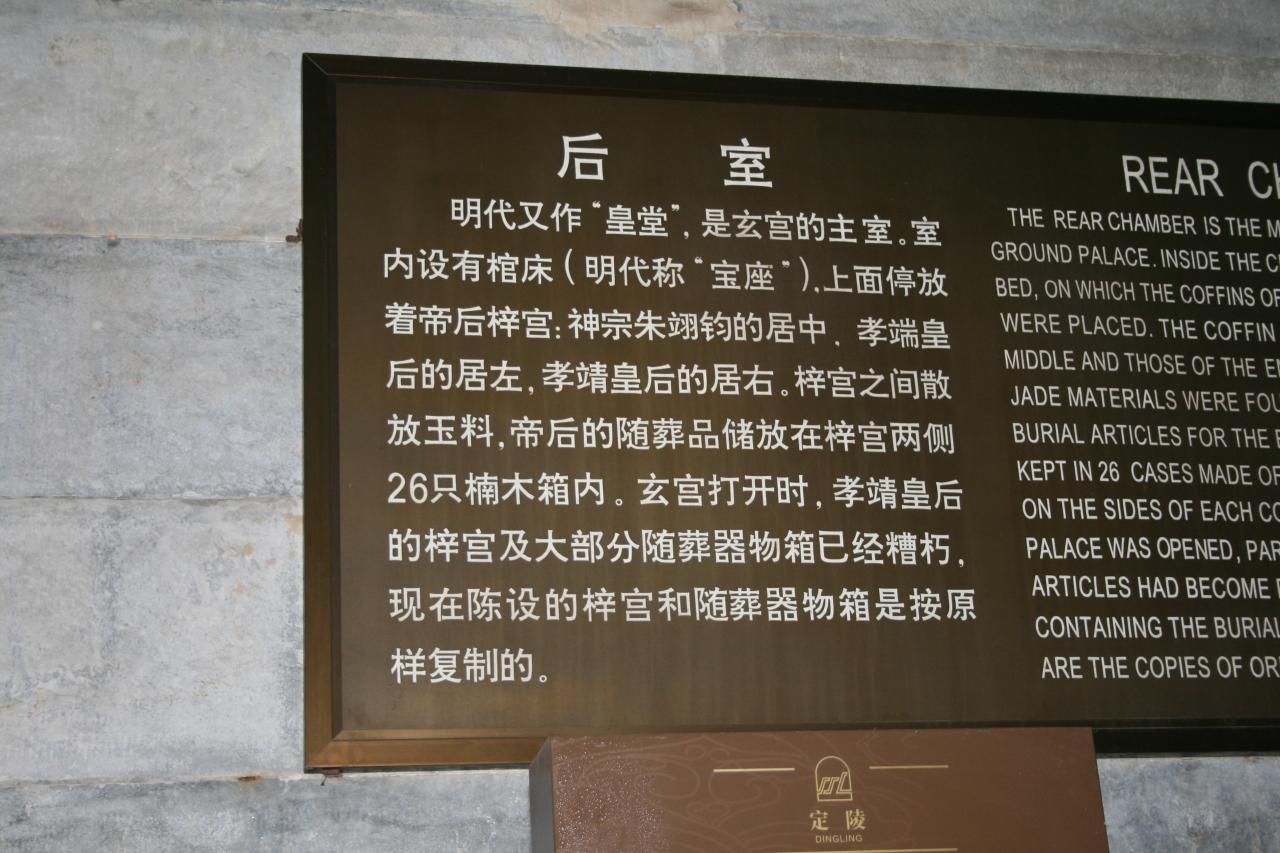 后 室
明代又作“皇堂”,是玄宫的主室。室
内设有棺床(明代称“宝座”),上面停放
着帝后梓宫:神宗朱翊钧的居中,孝端皇
后的居左,孝靖皇后的居右。梓宫之间散
放玉料,帝后的随葬品储放在梓宫两侧
26只楠木箱内。玄宫打开时,孝靖皇后
的梓宫及大部分随葬器物箱已经糟朽,
现在陈设的梓宫和随葬器物箱是按原
样复制的。
REAR
THE REAR CHAMBER IS THE
GROUND PALACE. INSIDE THE
BED, ON WHICH THE COFFINS OF
WERE PLACED. THE COFFIN
MIDDLE AND THOSE OF THE
JADE MATERIALS WERE
BURIAL ARTICLES FOR THE
KEPT IN 26 CASES MADE OF
ON THE SIDES OF EACH
PALACE WAS OPENED,
ARTICLES HAD BECOME
CONTAINING THE BURIAL
ARE THE COPIES OF
定陵
DINGLING